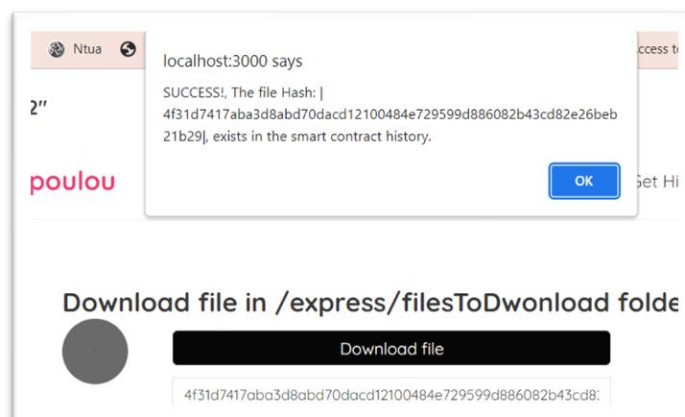 Ntua
localhost:3000 says
ccess t
SUCCESS!, The file Hash: |
4f31d7417aba3d8abd70dacd12100484e729599d886082b43cd82e26beb
21b29|, exists in the smart contract history.
2"
OK
poulou
Get Hi
Download file in /express/filesToDwonload folde
Download file
4f31d7417aba3d8abd70dacd12100484e729599d886082b43cd8